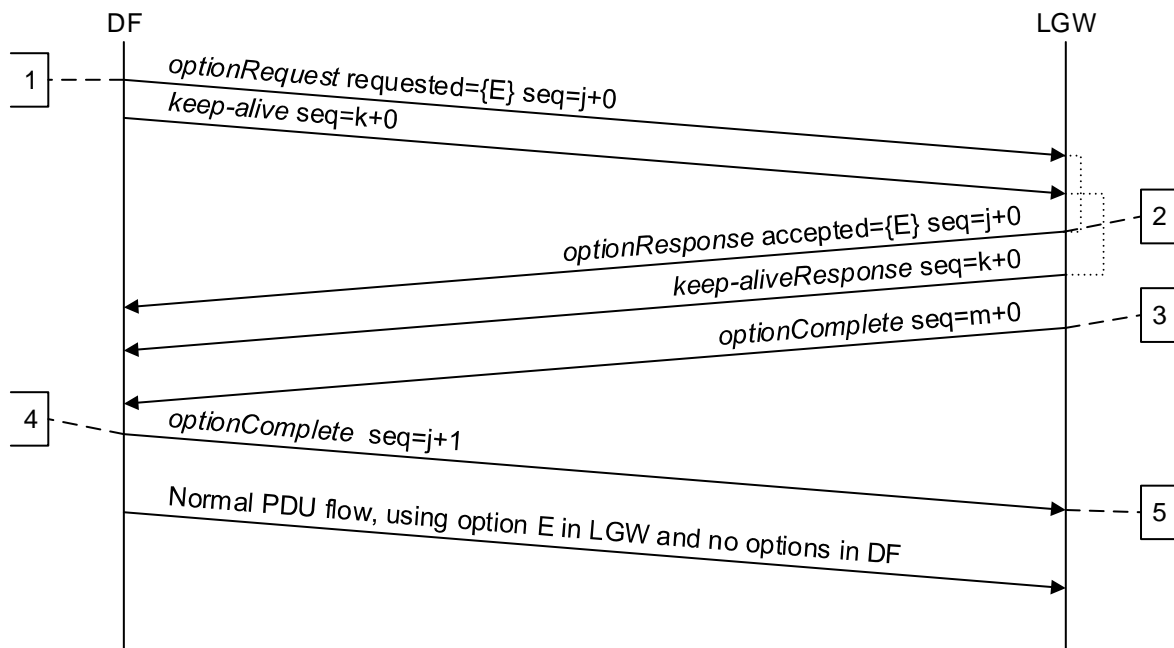 DF
LGW
1
optionRequest requested={E} seq=j+0
keep-alive seq=k+0
2
optionResponse accepted={E} seq=j+0
keep-aliveResponse seq=k+0
3
optionComplete seq=m+0
4
optionComplete  seq=j+1
5
Normal PDU flow, using option E in LGW and no options in DF